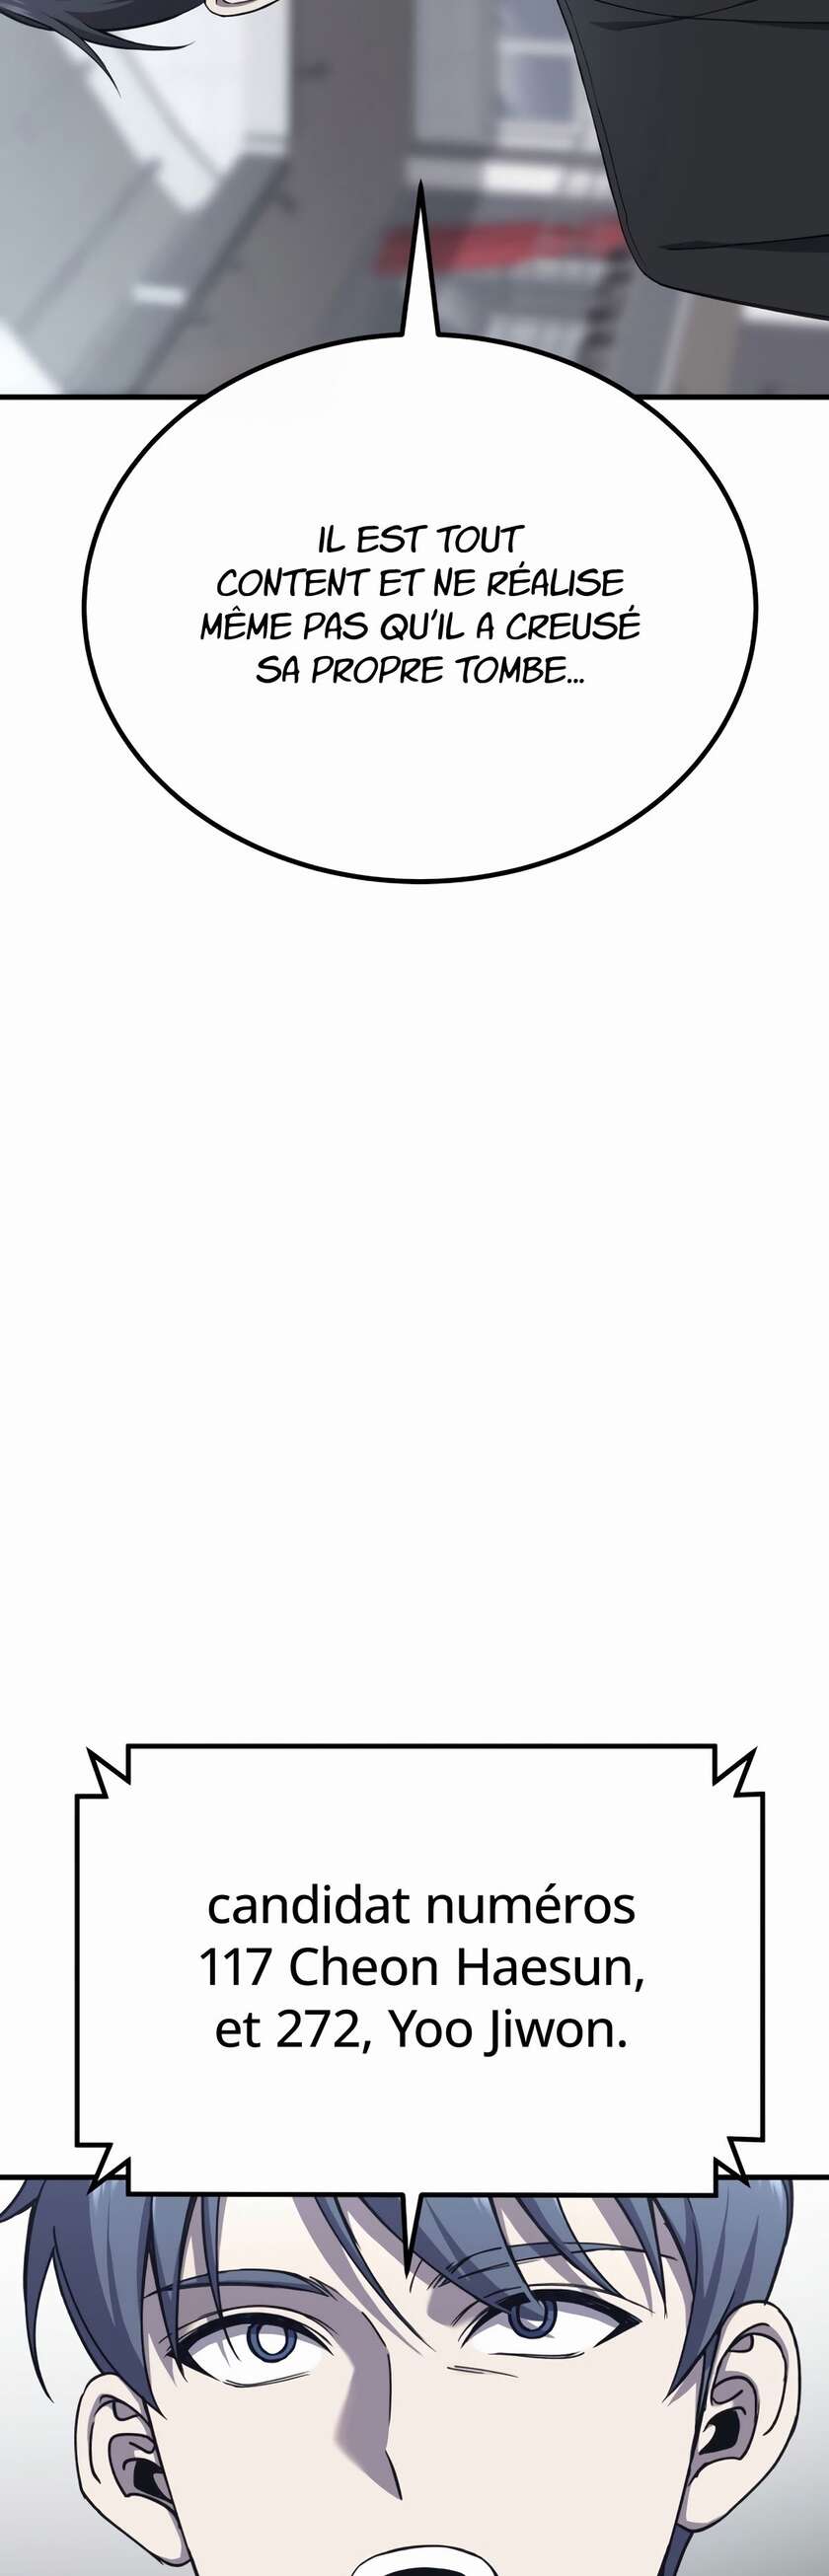 IL EST TOUT
CONTENT ET NE RÉALISE
MÊME PAS QU'IL A CREUSÉ
SA PROPRE TOMBE...
candidat numéros
117 Cheon Haesun,
et 272, Yoo Jiwon.